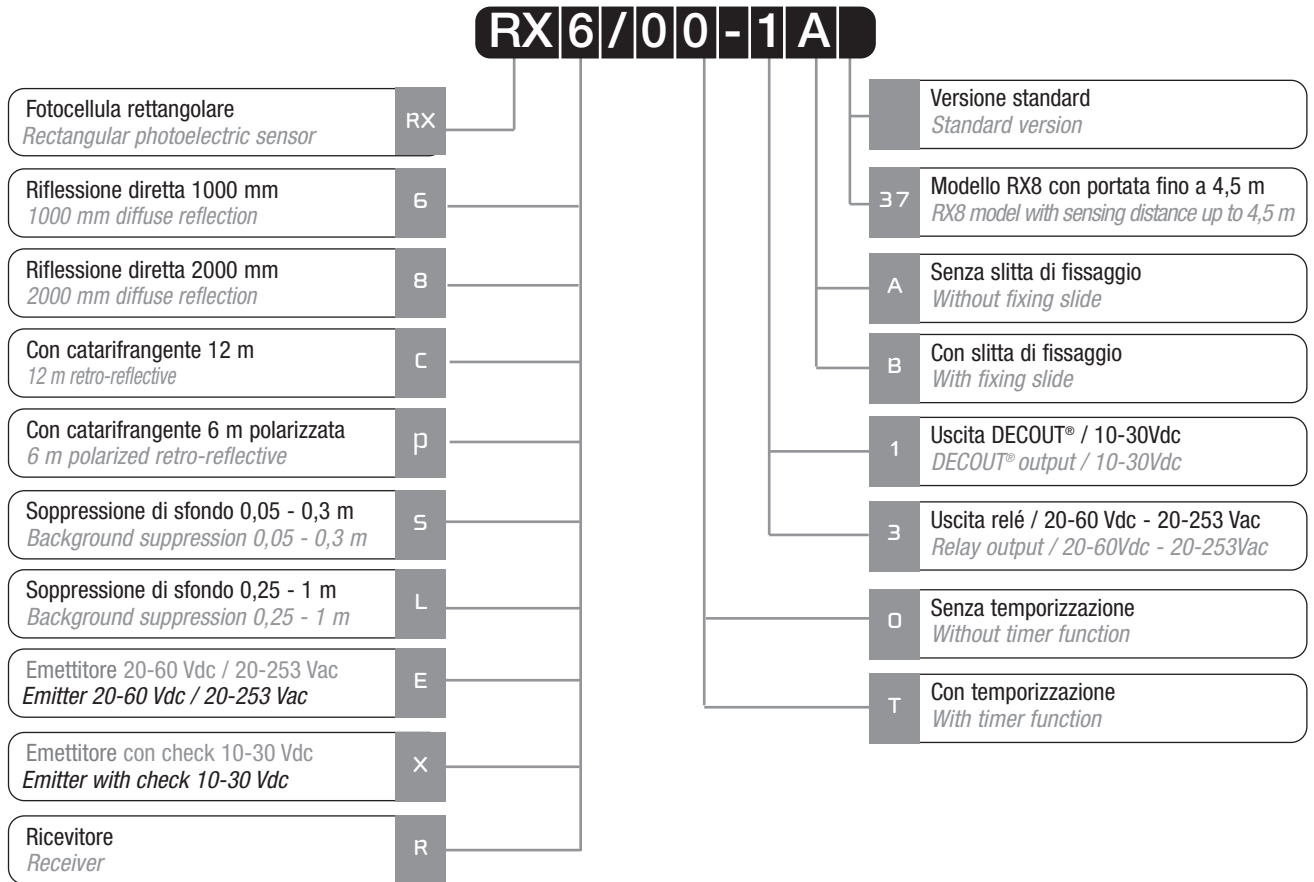 RX6/00-1A
Fotocellula rettangolare
Rectangular photoelectric sensor
RX
Riflessione diretta 1000 mm
1000 mm diffuse reflection
6
Riflessione diretta 2000 mm
2000 mm diffuse reflection
8
Con catarifrangente 12 m
12 m retro-reflective
C
Con catarifrangente 6 m polarizzata
6 m polarized retro-reflective
p
Soppressione di sfondo 0,05 - 0,3 m
Background suppression 0,05 - 0,3 m
S
Soppressione di sfondo 0,25 - 1 m
Background suppression 0,25 - 1 m
L
Emettitore 20-60 Vdc / 20-253 Vac
Emitter 20-60 Vdc / 20-253 Vac
E
Emettitore con check 10-30 Vdc
Emitter with check 10-30 Vdc
X
Ricevitore
Receiver
R
Versione standard
Standard version
37
Modello RX8 con portata fino a 4,5 m
RX8 model with sensing distance up to 4,5 m
A
Senza slitta di fissaggio
Without fixing slide
B
Con slitta di fissaggio
With fixing slide
1
Uscita DECOUT® / 10-30Vdc
DECOUT® output / 10-30Vdc
3
Uscita relé / 20-60 Vdc - 20-253 Vac
Relay output / 20-60Vdc - 20-253Vac
0
Senza temporizzazione
Without timer function
T
Con temporizzazione
With timer function